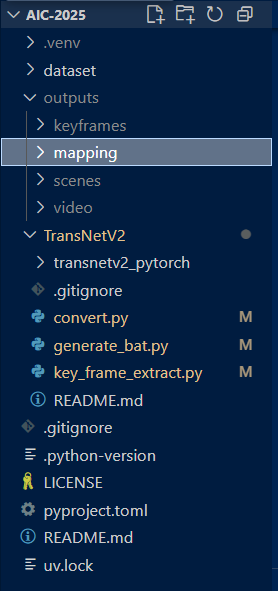 AIC-2025
.venv
dataset
outputs
keyframes
mapping
scenes
video
TransNetV2
transnetv2_pytorch
.gitignore
convert.py M
generate_bat.py M
key_frame_extract.py M
README.md
.gitignore
.python-version
LICENSE
pyproject.toml
README.md
uv.lock